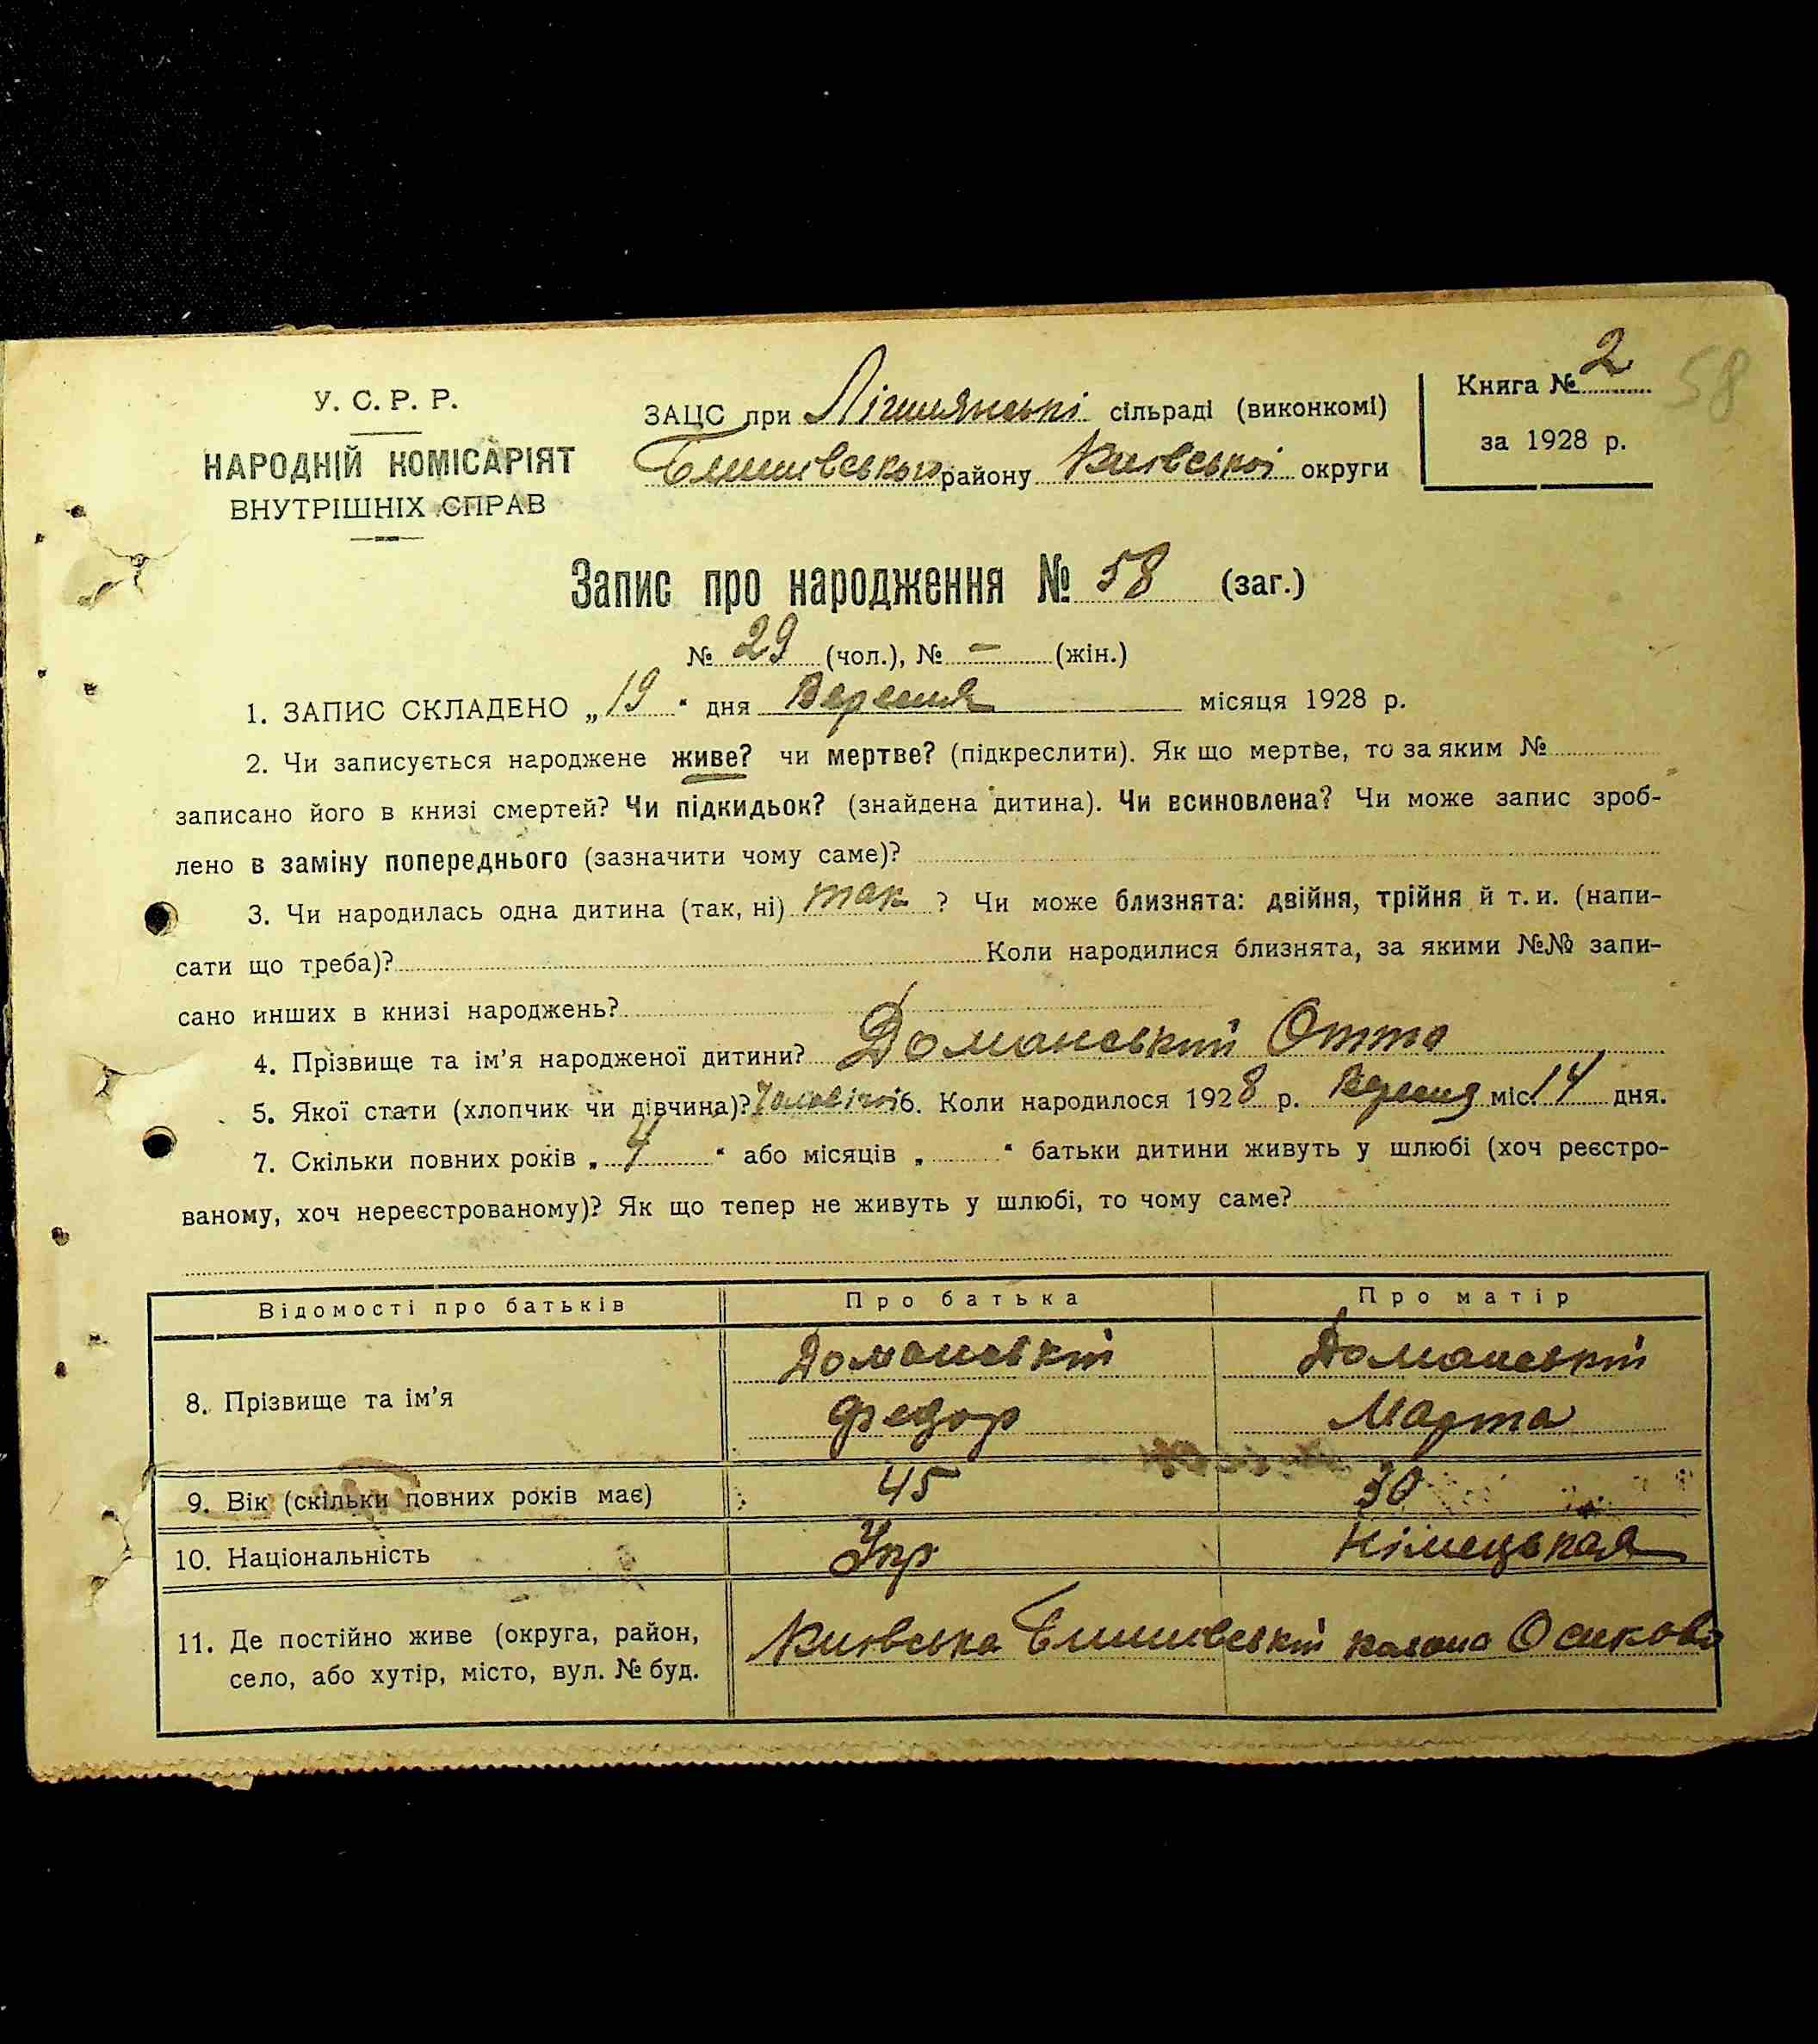 У. С. Р. Р.
НАРОДНІЙ КОМІСАРІЯТ
ВНУТРІШНІХ СПРАВ
ЗАЦС при сільраді (виконкомі)
району Київської округи
Книга № 2
за 1928 р.
58
Запис про народження № 58 (заг.)
№ 29 (чол.), № – (жін.)
1. ЗАПИС СКЛАДЕНО „19“ дня Вересня місяця 1928 р.
2. Чи записується народжене живе? чи мертве? (підкреслити). Як що мертве, то за яким №
записано його в книзі смертей? Чи підкидьок? (знайдена дитина). Чи всиновлена? Чи може запис зроб-
лено в заміну попереднього (зазначити чому саме)?
3. Чи народилась одна дитина (так, ні) так ? Чи може близнята: двійня, трійня й т. и. (напи-
сати що треба)? Коли народилися близнята, за якими №№ запи-
сано инших в книзі народжень?
4. Прізвище та ім'я народженої дитини? Доманський Отто
5. Якої стати (хлопчик чи дівчина)? 6. Коли народилося 1928 р. Вересня міс. 14 дня.
7. Скільки повних років „4“ або місяців „ “ батьки дитини живуть у шлюбі (хоч реєстро-
ваному, хоч нереєстрованому)? Як що тепер не живуть у шлюбі, то чому саме?
Відомості про батьків Про батька Про матір
8. Прізвище та ім'я Доманській Федор Доманській Марта
9. Вік (скільки повних років має) 45 30
10. Національність Укр Німецькая
11. Де постійно живе (округа, район,
село, або хутір, місто, вул. № буд.
Київська колонія Осикова